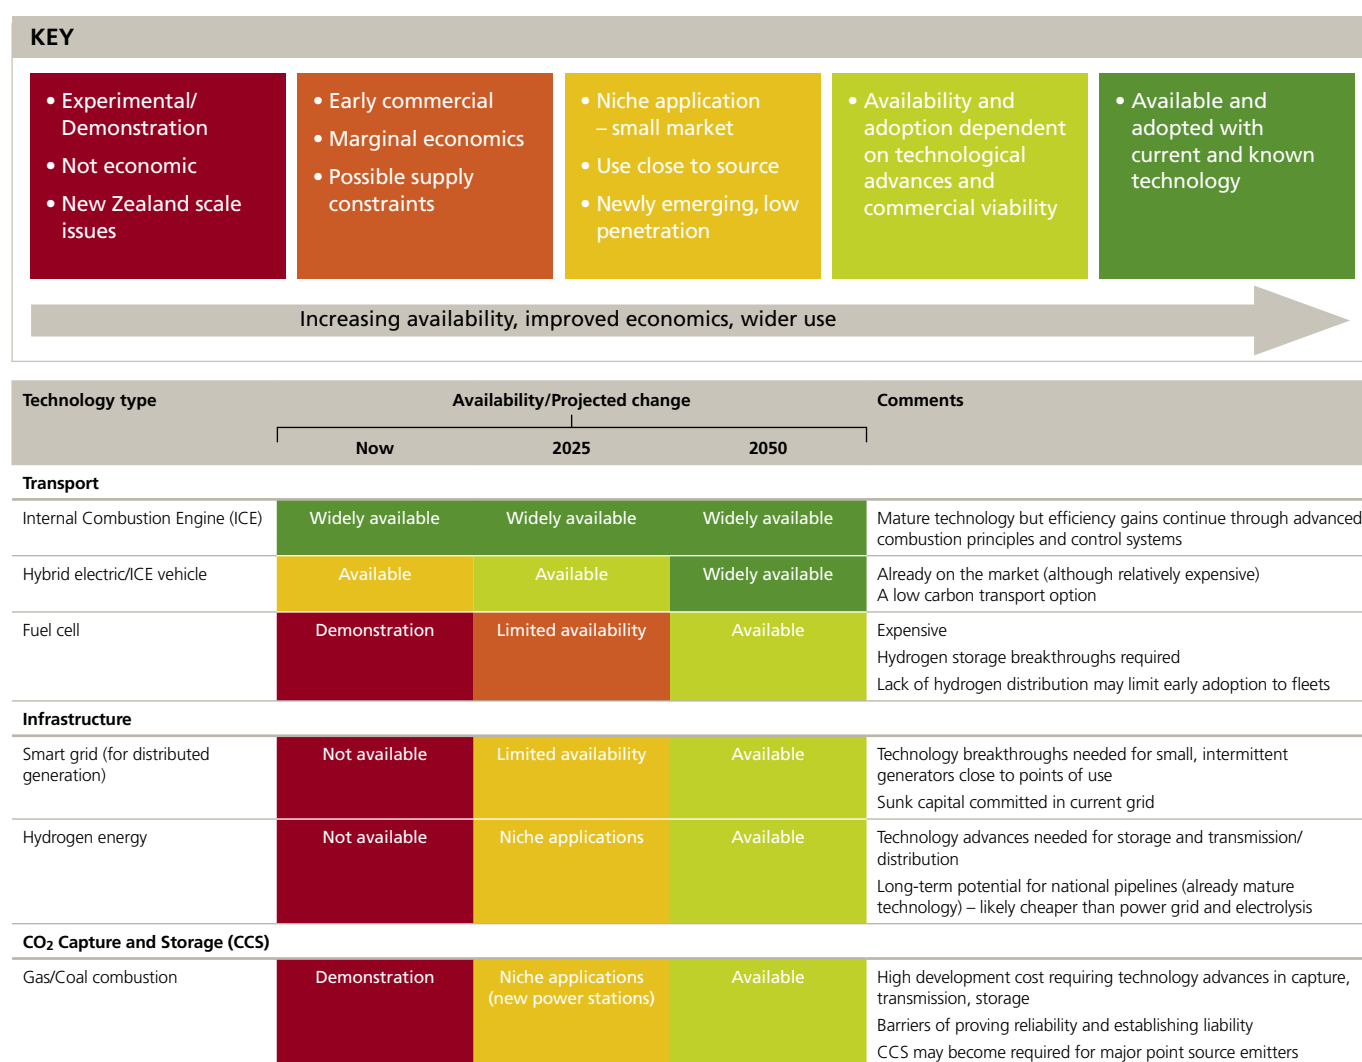 KEY
• Experimental/
Demonstration
• Not economic
• New Zealand scale
issues
• Early commercial
• Marginal economics
• Possible supply
constraints
• Niche application
– small market
• Use close to source
• Newly emerging, low
penetration
• Availability and
adoption dependent
on technological
advances and
commercial viability
• Available and
adopted with
current and known
technology
Increasing availability, improved economics, wider use
Technology type
Availability/Projected change
Comments
Now
2025
2050
Transport
Internal Combustion Engine (ICE)
Widely available
Widely available
Widely available
Mature technology but efficiency gains continue through advanced
combustion principles and control systems
Hybrid electric/ICE vehicle
Available
Available
Widely available
Already on the market (although relatively expensive)
A low carbon transport option
Fuel cell
Demonstration
Limited availability
Available
Expensive
Hydrogen storage breakthroughs required
Lack of hydrogen distribution may limit early adoption to fleets
Infrastructure
Smart grid (for distributed
generation)
Not available
Limited availability
Available
Technology breakthroughs needed for small, intermittent
generators close to points of use
Sunk capital committed in current grid
Hydrogen energy
Not available
Niche applications
Available
Technology advances needed for storage and transmission/
distribution
Long-term potential for national pipelines (already mature
technology) – likely cheaper than power grid and electrolysis
CO2 Capture and Storage (CCS)
Gas/Coal combustion
Demonstration
Niche applications
(new power stations)
Available
High development cost requiring technology advances in capture,
transmission, storage
Barriers of proving reliability and establishing liability
CCS may become required for major point source emitters